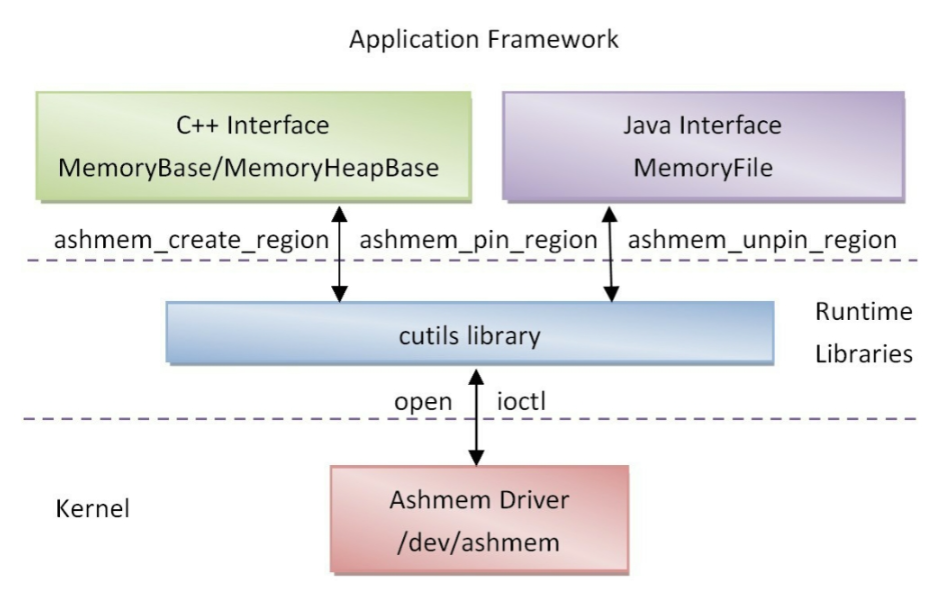 Application Framework
C++ Interface
MemoryBase/MemoryHeapBase
Java Interface
MemoryFile
ashmem_create_region
ashmem_pin_region
ashmem_unpin_region
cutils library
Runtime
Libraries
open
ioctl
Kernel
Ashmem Driver
/dev/ashmem